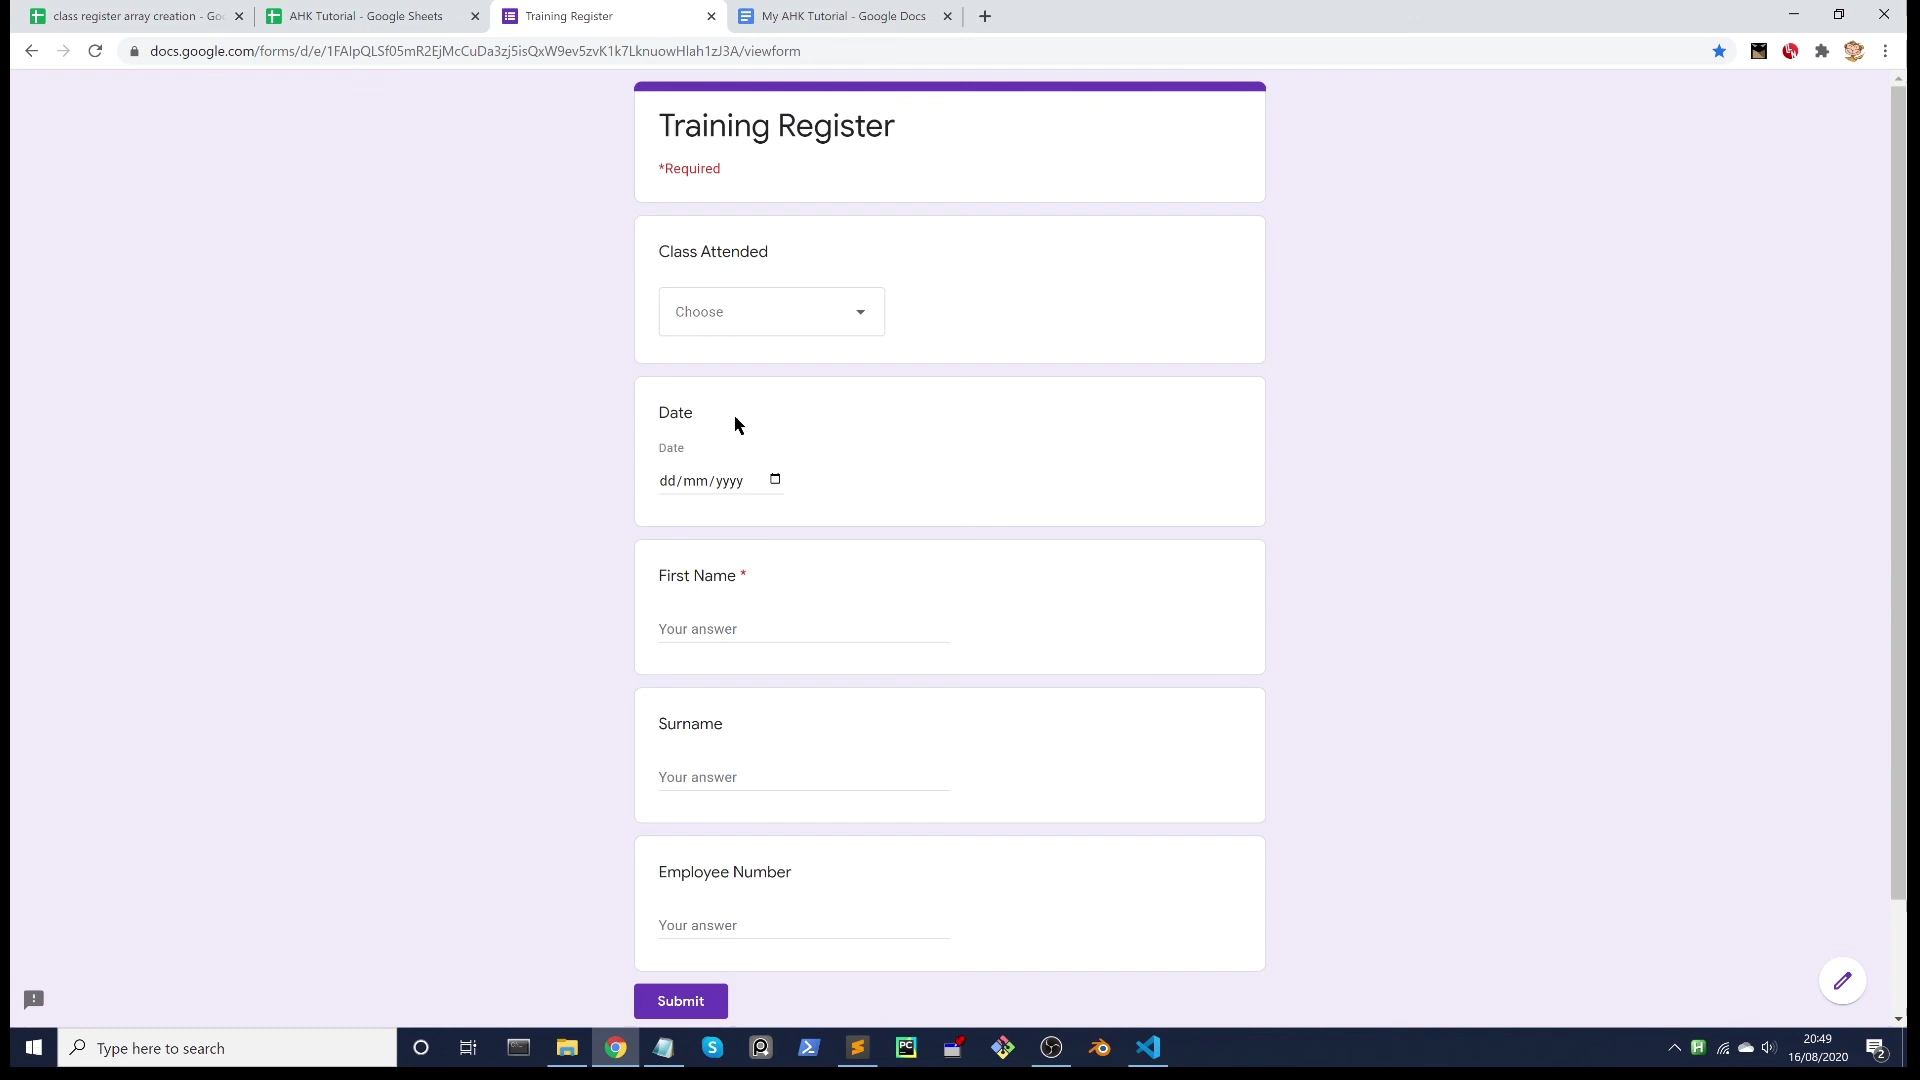 class register array creation - Goo
AHK Tutorial - Google Sheets
Training Register
My AHK Tutorial - Google Docs
docs.google.com/forms/d/e/1FAIpQLSf05mR2EjMcCuDa3zj5isQxW9ev5zvK1k7LknuowHlah1zJ3A/viewform
Training Register
*Required
Class Attended
Choose
Date
Date
dd/mm/yyyy
First Name *
Your answer
Surname
Your answer
Employee Number
Your answer
Submit
Type here to search
20:49
16/08/2020
2